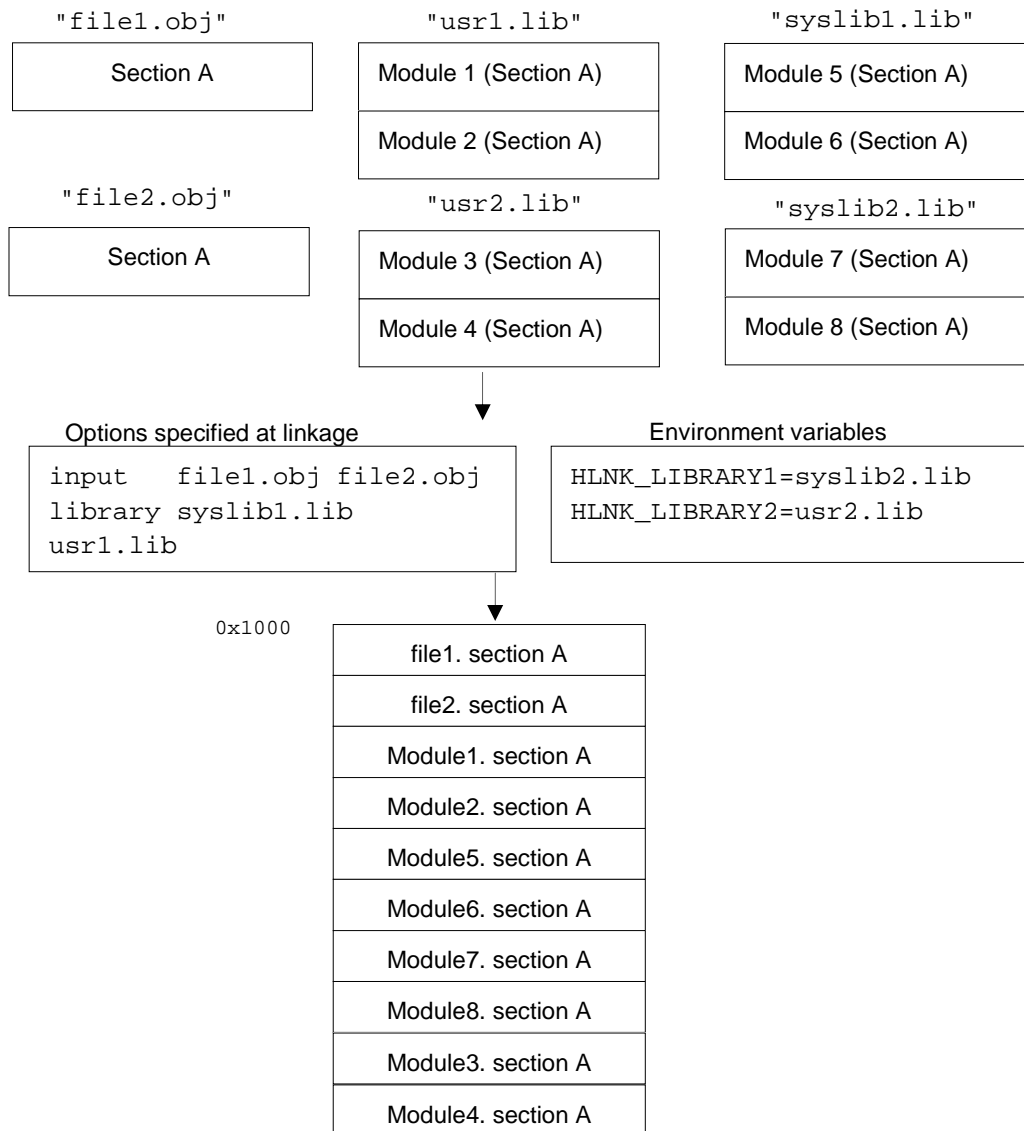 "file1.obj"
Section A
"file2.obj"
Section A
"usr1.lib"
Module 1 (Section A)
Module 2 (Section A)
"usr2.lib"
Module 3 (Section A)
Module 4 (Section A)
"syslib1.lib"
Module 5 (Section A)
Module 6 (Section A)
"syslib2.lib"
Module 7 (Section A)
Module 8 (Section A)
Options specified at linkage
input file1.obj file2.obj
library syslib1.lib
usr1.lib
Environment variables
HLNK_LIBRARY1=syslib2.lib
HLNK_LIBRARY2=usr2.lib
0x1000
file1. section A
file2. section A
Module1. section A
Module2. section A
Module5. section A
Module6. section A
Module7. section A
Module8. section A
Module3. section A
Module4. section A